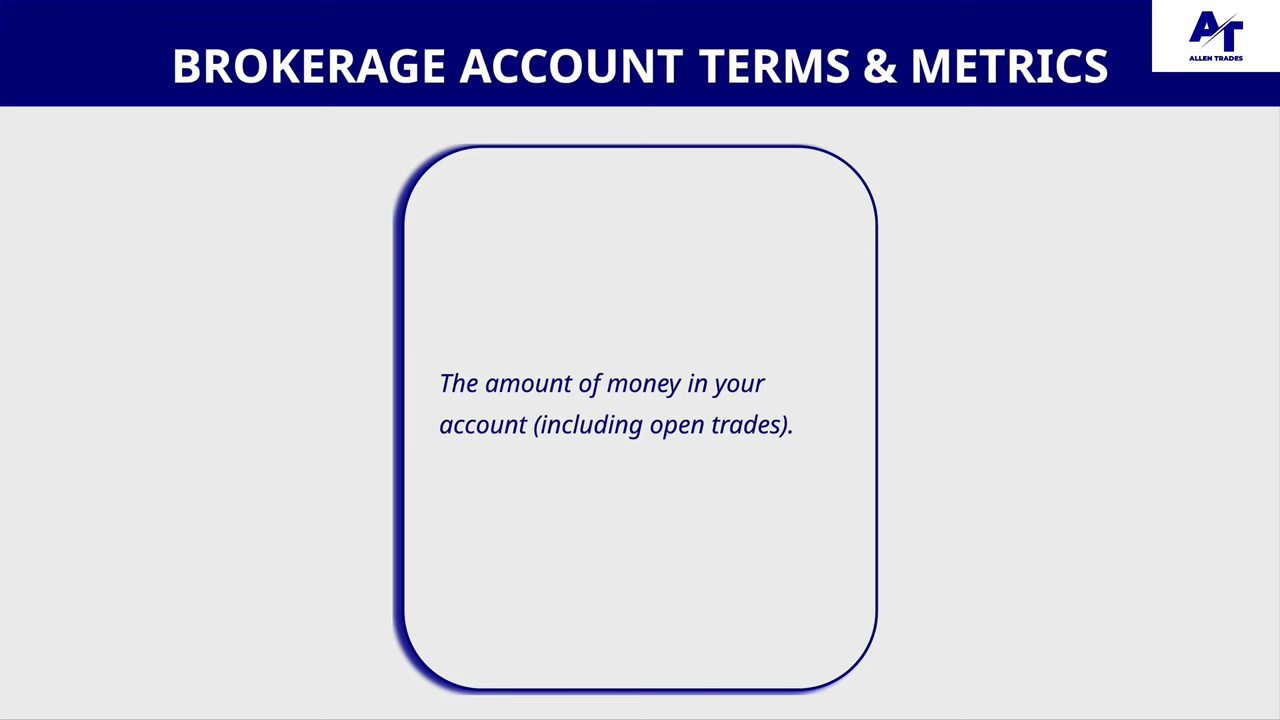 BROKERAGE ACCOUNT TERMS & METRICS
AT
ALLEN TRADES
The amount of money in your
account (including open trades).